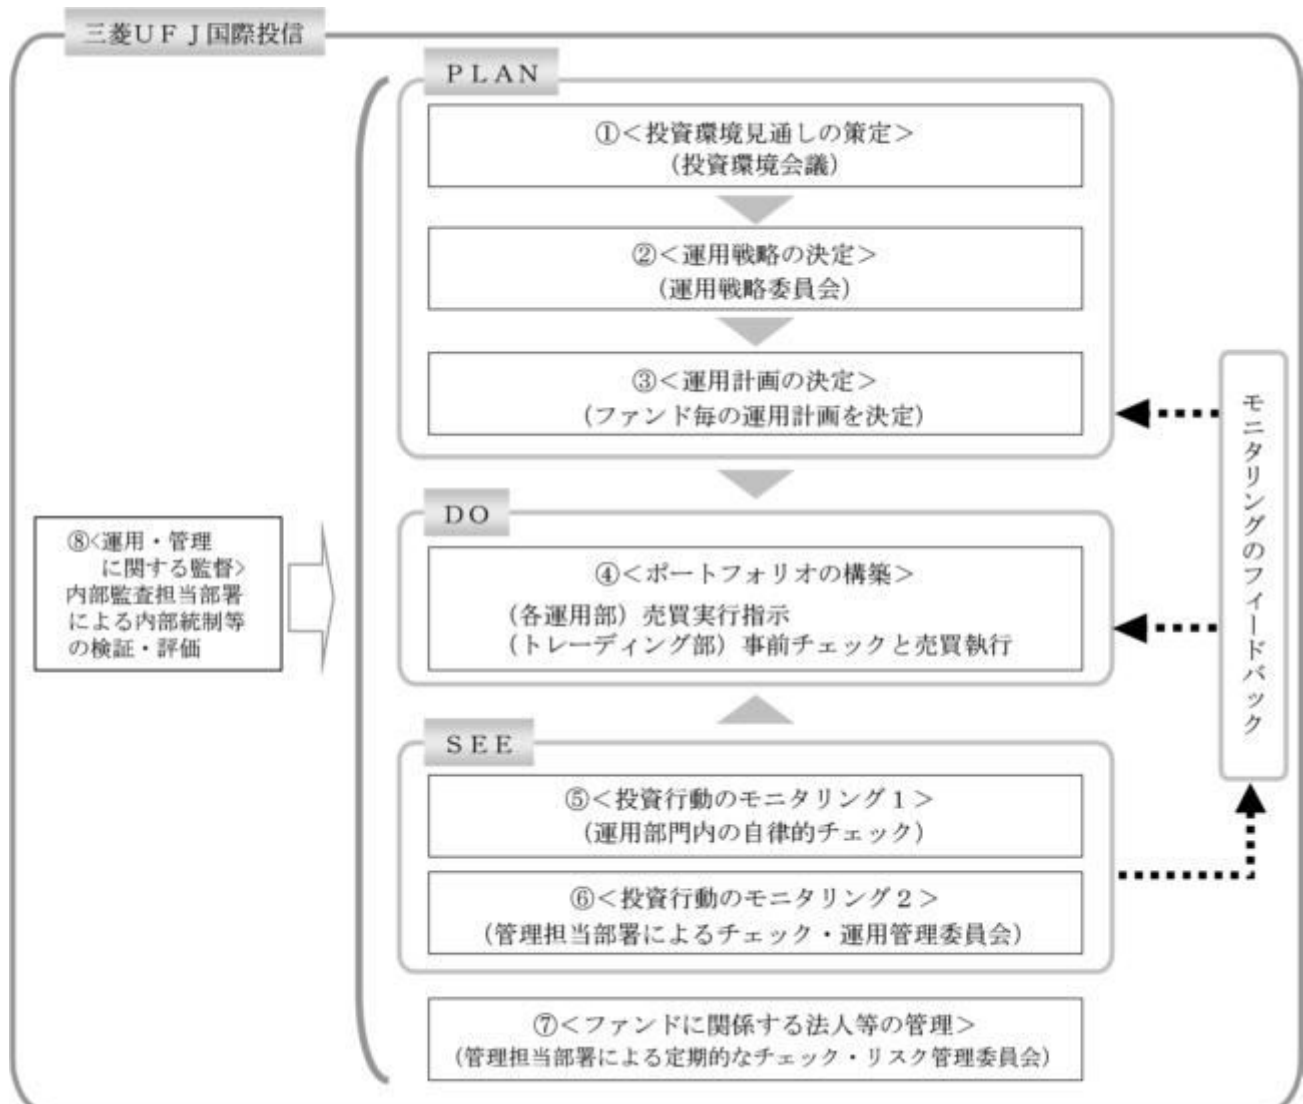 三菱ＵＦＪ国際投信
ＰＬＡＮ
①＜投資環境見通しの策定＞
（投資環境会議）
②＜運用戦略の決定＞
（運用戦略委員会）
③＜運用計画の決定＞
（ファンド毎の運用計画を決定）
ＤＯ
④＜ポートフォリオの構築＞
（各運用部）売買実行指示
（トレーディング部）事前チェックと売買執行
ＳＥＥ
⑤＜投資行動のモニタリング１＞
（運用部門内の自律的チェック）
⑥＜投資行動のモニタリング２＞
（管理担当部署によるチェック・運用管理委員会）
⑦＜ファンドに関係する法人等の管理＞
（管理担当部署による定期的なチェック・リスク管理委員会）
⑧<運用・管理
に関する監督>
内部監査担当部署
による内部統制等
の検証・評価
モニタリングのフィードバック